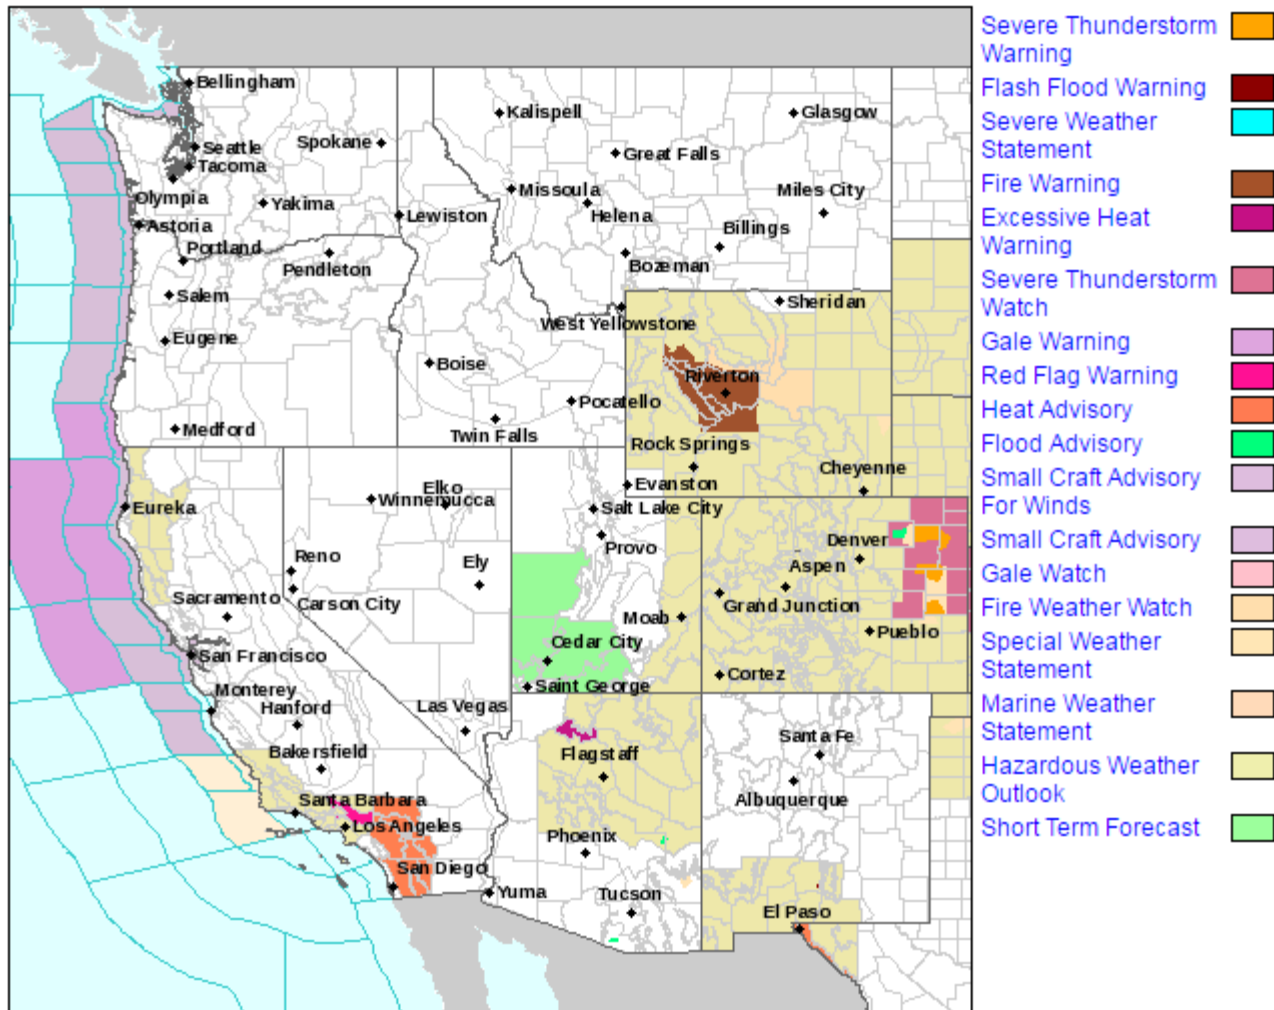 Bellingham
Seattle
Spokane
Tacoma
Olympia
Yakima
Astoria
Portland
Pendleton
Salem
Eugene
Medford
Kalispell
Glasgow
Great Falls
Missoula
Miles City
Helena
Lewiston
Billings
Bozeman
West Yellowstone
Sheridan
Boise
Riverton
Pocatello
Twin Falls
Rock Springs
Cheyenne
Evanston
Eureka
Elko
Winnemucca
Salt Lake City
Provo
Denver
Reno
Ely
Aspen
Carson City
Grand Junction
Sacramento
Moab
Pueblo
San Francisco
Cedar City
Cortez
Saint George
Monterey
Hanford
Las Vegas
Bakersfield
Flagstaff
Santa Fe
Albuquerque
Santa Barbara
Los Angeles
Phoenix
San Diego
Yuma
Tucson
El Paso
Severe Thunderstorm
Warning
Flash Flood Warning
Severe Weather
Statement
Fire Warning
Excessive Heat
Warning
Severe Thunderstorm
Watch
Gale Warning
Red Flag Warning
Heat Advisory
Flood Advisory
Small Craft Advisory
For Winds
Small Craft Advisory
Gale Watch
Fire Weather Watch
Special Weather
Statement
Marine Weather
Statement
Hazardous Weather
Outlook
Short Term Forecast